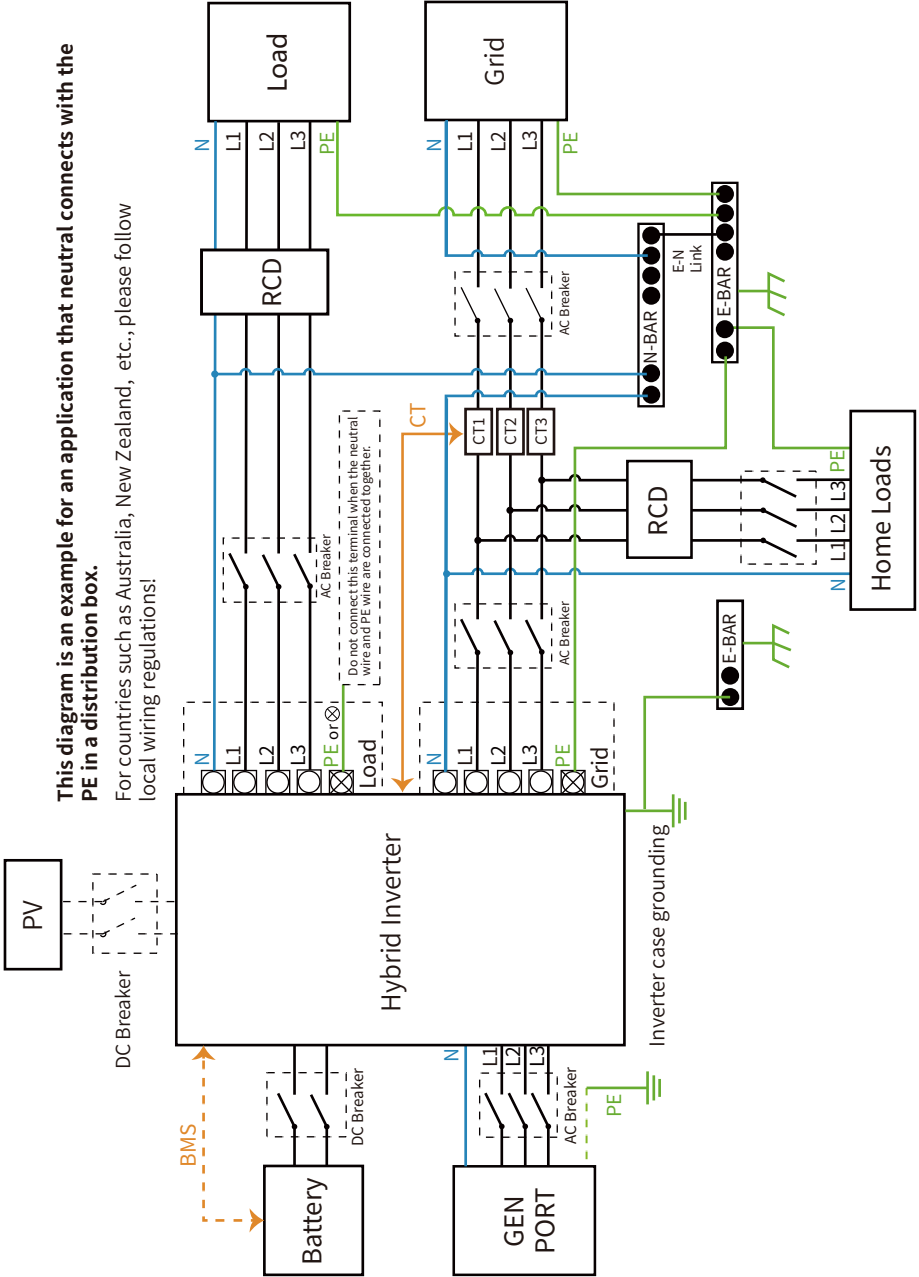 This diagram is an example for an application that neutral connects with the
PE in a distribution box.
For countries such as Australia, New Zealand, etc., please follow
local wiring regulations!
PV
DC Breaker
BMS
Battery
DC Breaker
Hybrid Inverter
N
L1
L2
L3
PE or
Load
AC Breaker
Do not connect this terminal when the neutral
wire and PE wire are connected together.
RCD
N
L1
L2
L3
PE
Load
CT
N
L1
L2
L3
PE
Grid
AC Breaker
CT1
CT2
CT3
AC Breaker
N
L1
L2
L3
PE
Grid
N-BAR
E-N
Link
E-BAR
RCD
N
L1
L2
L3
PE
Home Loads
E-BAR
Inverter case grounding
N
L1
L2
L3
AC Breaker
PE
GEN
PORT